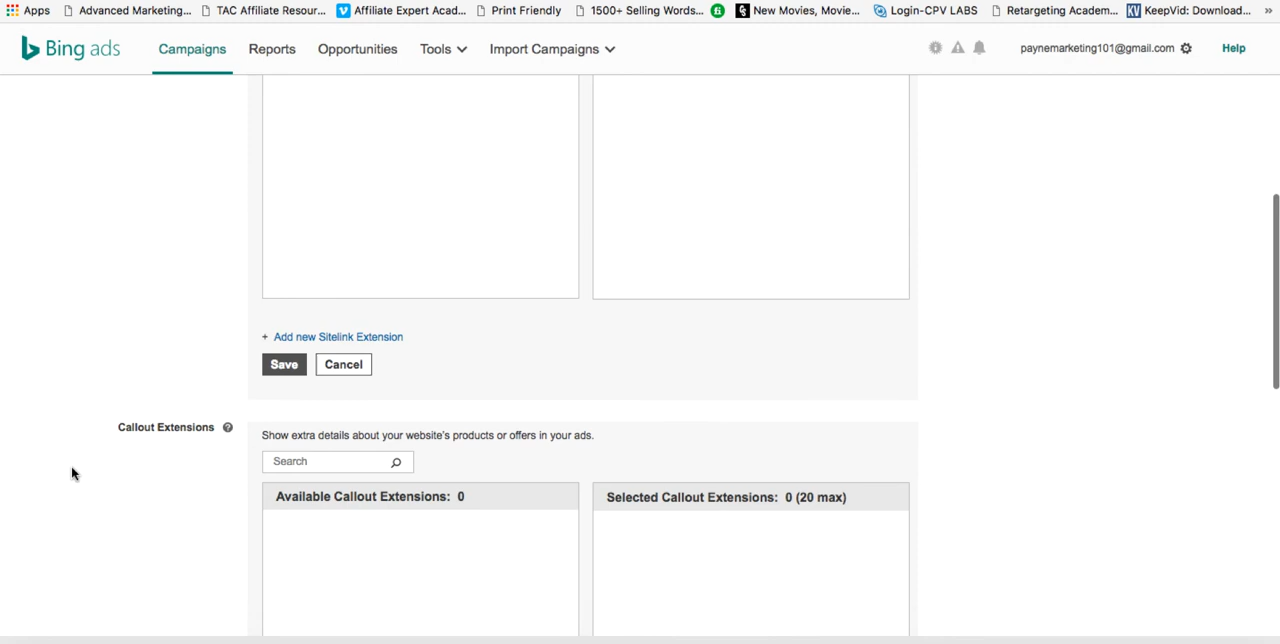 Apps Advanced Marketing... TAC Affiliate Resour... Affiliate Expert Acad... Print Friendly 1500+ Selling Words... New Movies, Movie... Login-CPV LABS Retargeting Academ... KeepVid: Download... »
Bing ads Campaigns Reports Opportunities Tools Import Campaigns paynemarketing101@gmail.com Help
+ Add new Sitelink Extension
Save Cancel
Callout Extensions ?
Show extra details about your website's products or offers in your ads.
Search
Available Callout Extensions: 0 Selected Callout Extensions: 0 (20 max)